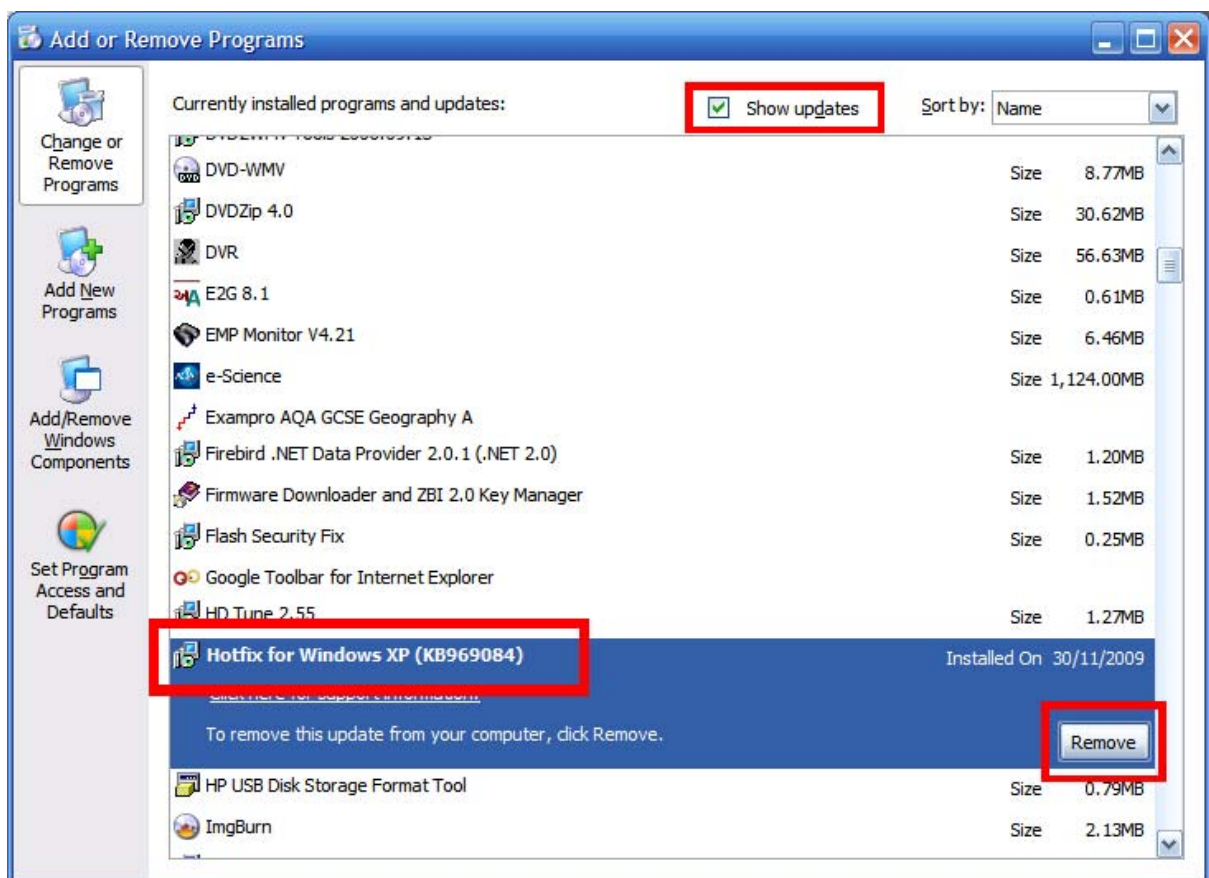 Add or Remove Programs
Change or
Remove
Programs
Add New
Programs
Add/Remove
Windows
Components
Set Program
Access and
Defaults
Currently installed programs and updates:
Show updates
Sort by: Name
DVD-WMV Size 8.77MB
DVDZip 4.0 Size 30.62MB
DVR Size 56.63MB
E2G 8.1 Size 0.61MB
EMP Monitor V4.21 Size 6.46MB
e-Science Size 1,124.00MB
Exampro AQA GCSE Geography A
Firebird .NET Data Provider 2.0.1 (.NET 2.0) Size 1.20MB
Firmware Downloader and ZBI 2.0 Key Manager Size 1.52MB
Flash Security Fix Size 0.25MB
Google Toolbar for Internet Explorer
HD Tune 2.55 Size 1.27MB
Hotfix for Windows XP (KB969084) Installed On 30/11/2009
Click here for support information.
To remove this update from your computer, click Remove.
Remove
HP USB Disk Storage Format Tool Size 0.79MB
ImgBurn Size 2.13MB